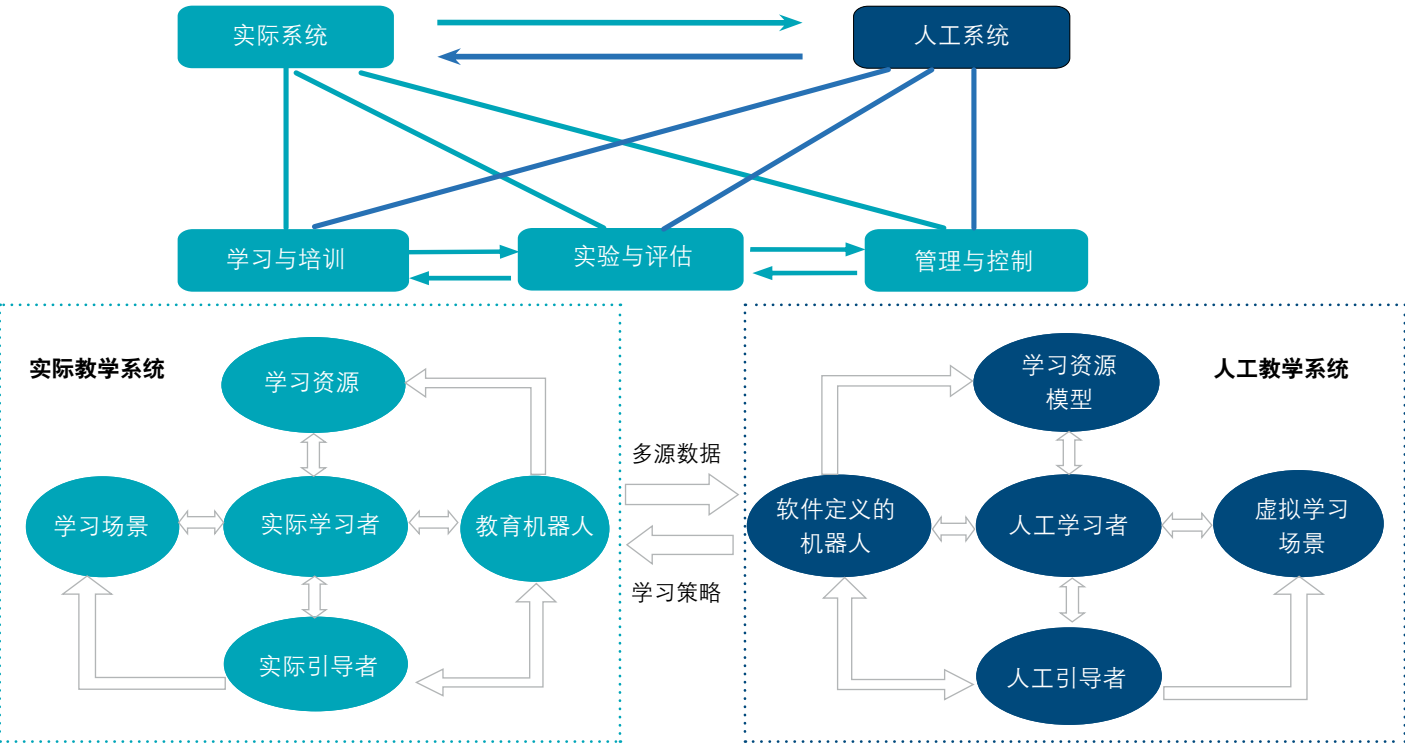 实际系统
人工系统
学习与培训
实验与评估
管理与控制
实际教学系统
学习资源
学习场景
实际学习者
教育机器人
实际引导者
多源数据
学习策略
人工教学系统
学习资源
模型
软件定义的
机器人
人工学习者
虚拟学习
场景
人工引导者